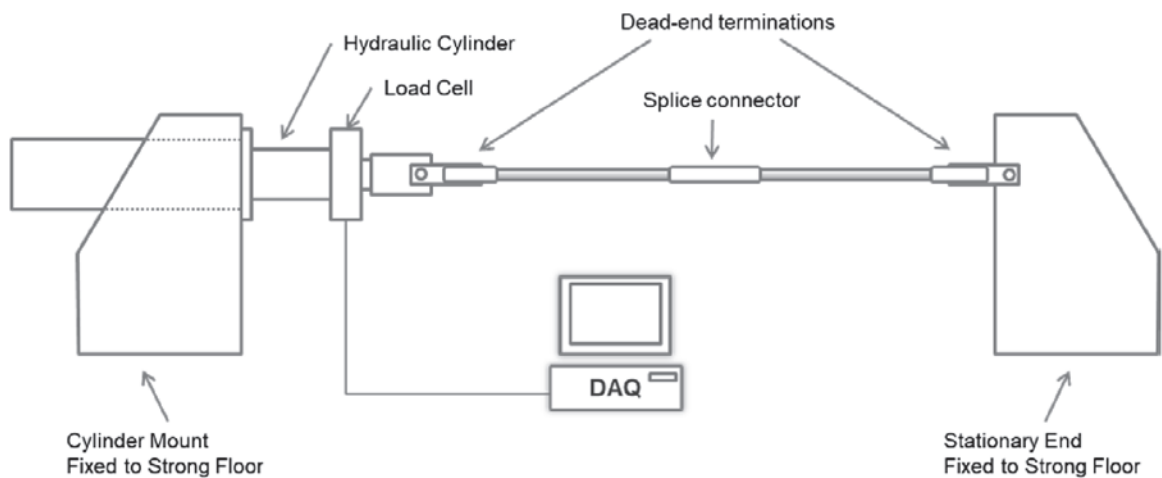 Dead-end terminations
Hydraulic Cylinder
Load Cell
Splice connector
DAQ
Cylinder Mount
Fixed to Strong Floor
Stationary End
Fixed to Strong Floor